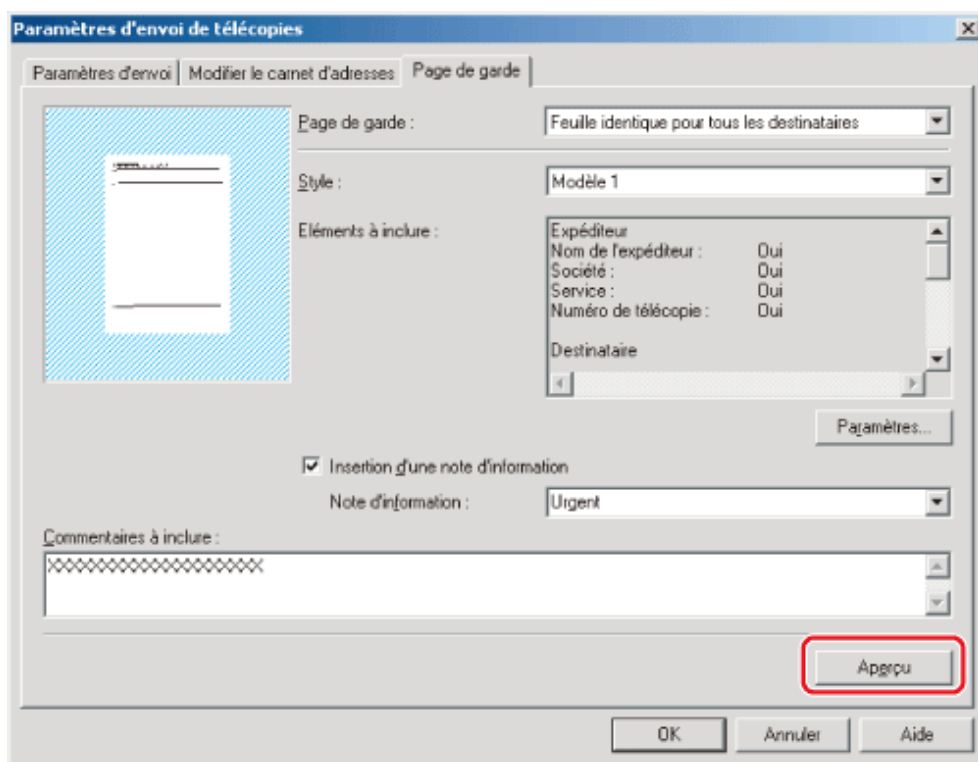 Paramètres d'envoi de télécopies
Paramètres d'envoi Modifier le carnet d'adresses Page de garde
Page de garde : Feuille identique pour tous les destinataires
Style : Modèle 1
Eléments à inclure : Expéditeur
Nom de l'expéditeur : Oui
Société : Oui
Service : Oui
Numéro de télécopie : Oui
Destinataire
Paramètres...
Insertion d'une note d'information
Note d'information : Urgent
Commentaires à inclure :
XXXXXXXXXXXXXXXXXXXX
Aperçu
OK Annuler Aide